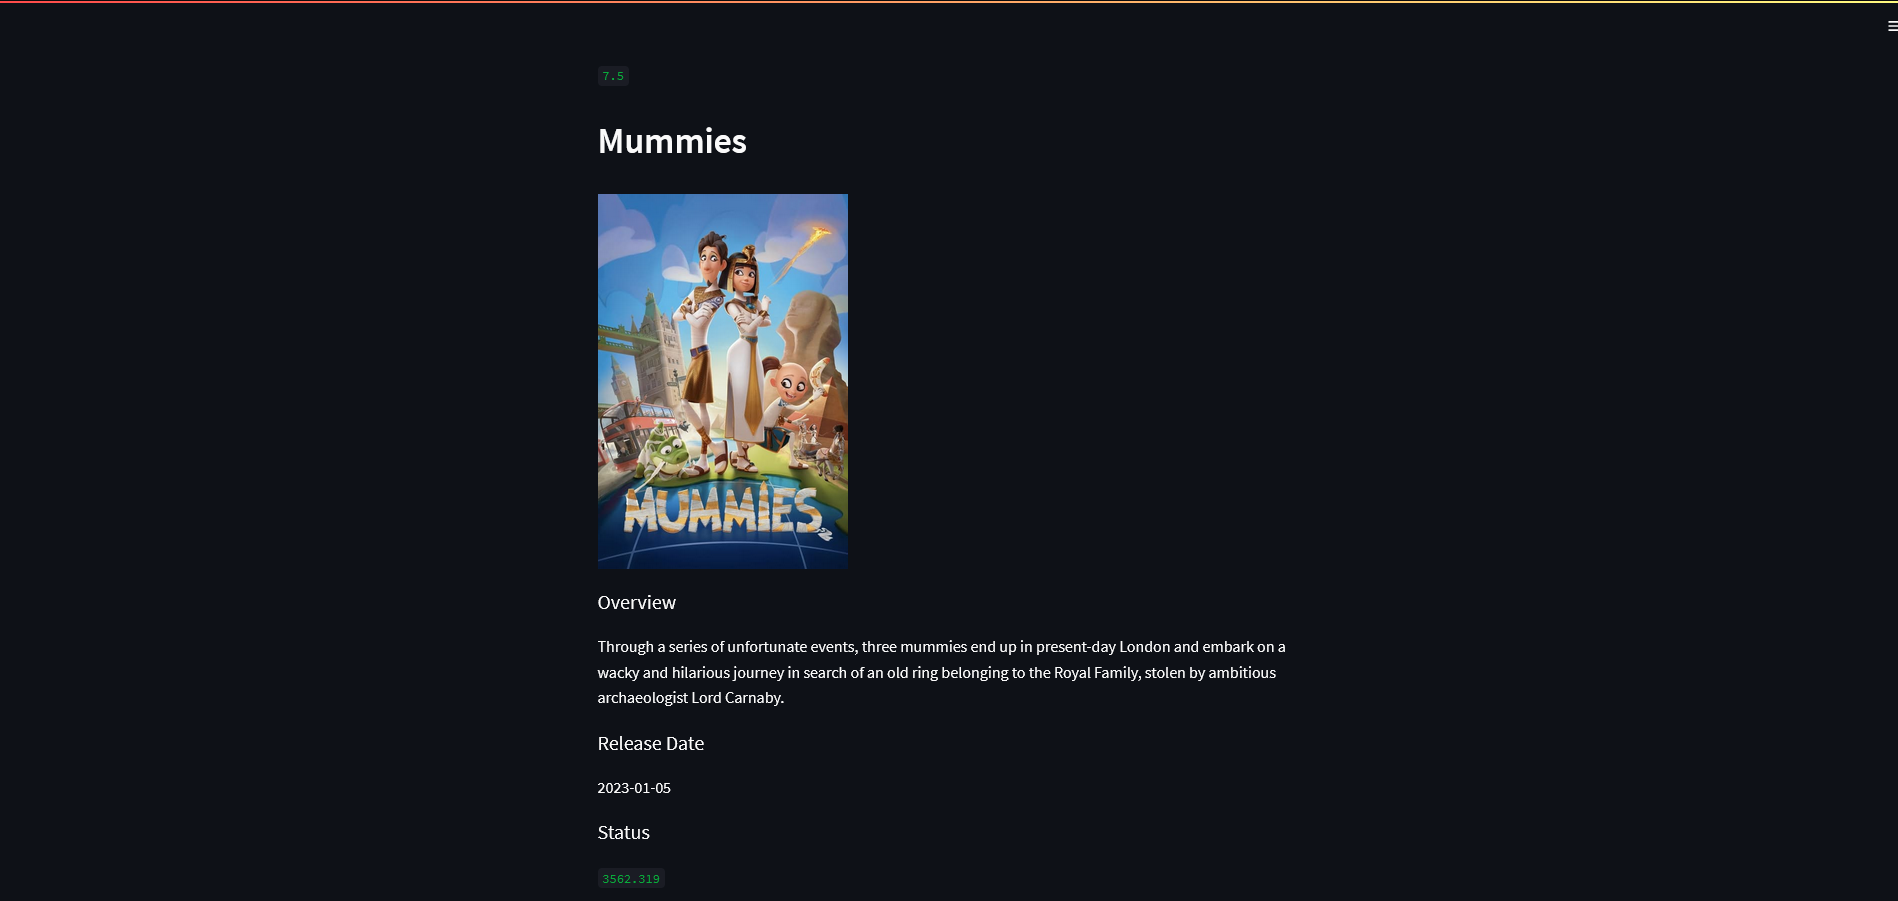 7.5
Mummies
MUMMIES
Overview
Through a series of unfortunate events, three mummies end up in present-day London and embark on a
wacky and hilarious journey in search of an old ring belonging to the Royal Family, stolen by ambitious
archaeologist Lord Carnaby.
Release Date
2023-01-05
Status
3562.319